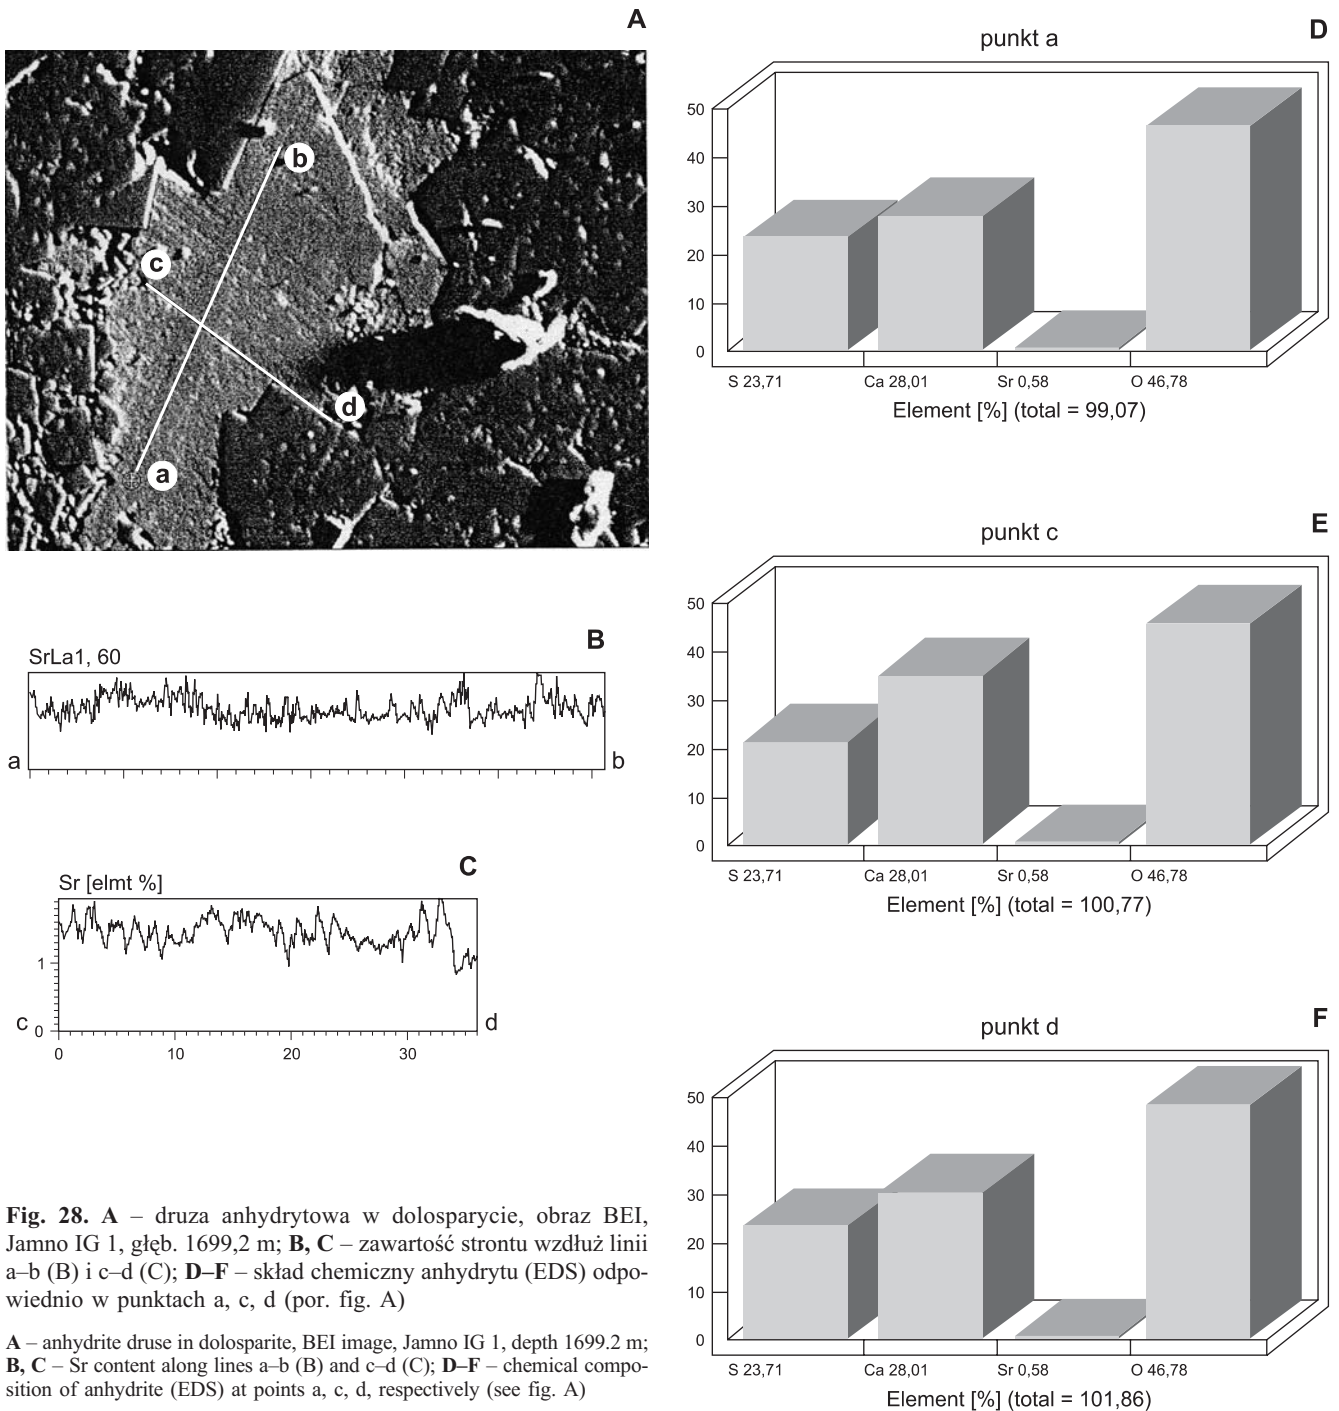 A
b
c
d
a
B
SrLa1, 60
a
b
C
Sr [elmt %]
1
c
0
d
0
10
20
30
Fig. 28. A – druza anhydrytowa w dolosparycie, obraz BEI,
Jamno IG 1, głęb. 1699,2 m; B, C – zawartość strontu wzdłuż linii
a–b (B) i c–d (C); D–F – skład chemiczny anhydrytu (EDS) odpo-
wiednio w punktach a, c, d (por. fig. A)
A – anhydrite druse in dolosparite, BEI image, Jamno IG 1, depth 1699.2 m;
B, C – Sr content along lines a–b (B) and c–d (C); D–F – chemical compo-
sition of anhydrite (EDS) at points a, c, d, respectively (see fig. A)
D
punkt a
50
40
30
20
10
0
S 23,71 Ca 28,01 Sr 0,58 O 46,78
Element [%] (total = 99,07)
E
punkt c
50
40
30
20
10
0
S 23,71 Ca 28,01 Sr 0,58 O 46,78
Element [%] (total = 100,77)
F
punkt d
50
40
30
20
10
0
S 23,71 Ca 28,01 Sr 0,58 O 46,78
Element [%] (total = 101,86)